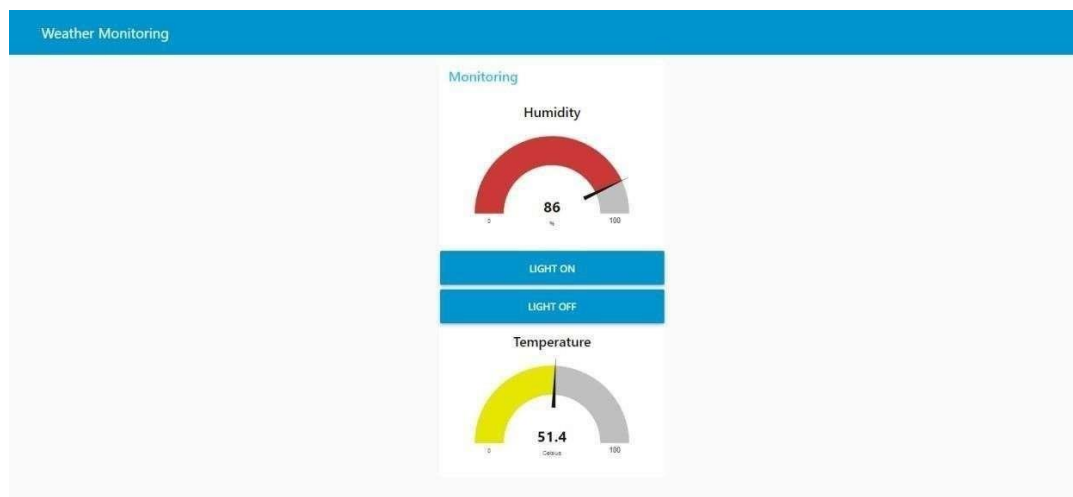 Weather Monitoring
Monitoring
Humidity
86
%
0 100
LIGHT ON
LIGHT OFF
Temperature
51.4
Celsius
0 100